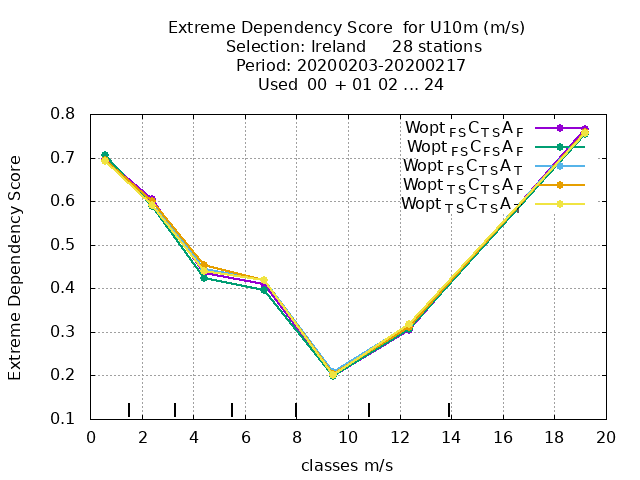 Extreme Dependency Score for U10m (m/s)
Selection: Ireland 28 stations
Period: 20200203-20200217
Used 00 + 01 02 ... 24
Extreme Dependency Score
0.8
0.7
0.6
0.5
0.4
0.3
0.2
0.1
Wopt FS C TS A F
Wopt FS C FS A F
Wopt FS C TS A T
Wopt TS C TS A F
Wopt TS C TS A T
0 2 4 6 8 10 12 14 16 18 20
classes m/s